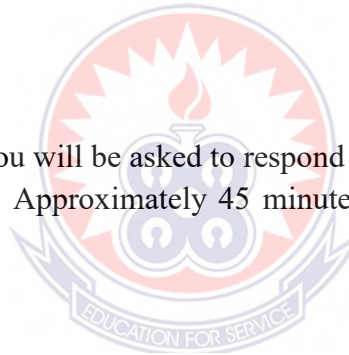 ou will be asked to respond
Approximately 45 minute
EDUCATION FOR SERVICE